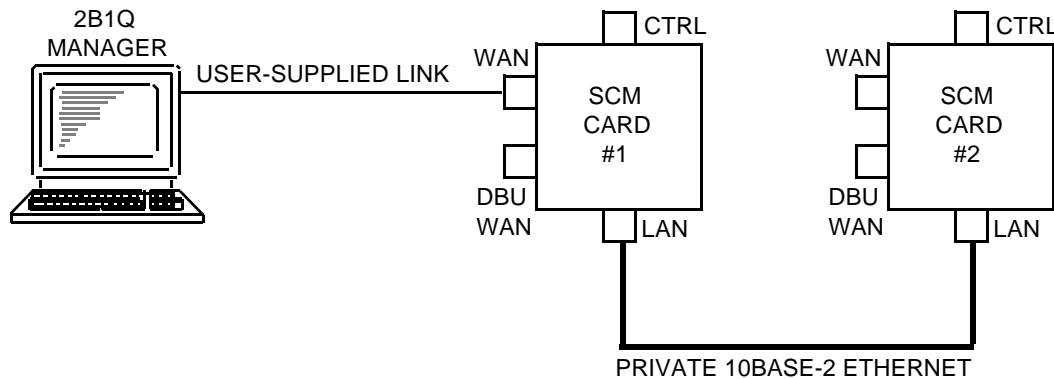 2B1Q
MANAGER
USER-SUPPLIED LINK
WAN
CTRL
SCM
CARD
#1
DBU
WAN
LAN
WAN
CTRL
SCM
CARD
#2
DBU
WAN
LAN
PRIVATE 10BASE-2 ETHERNET